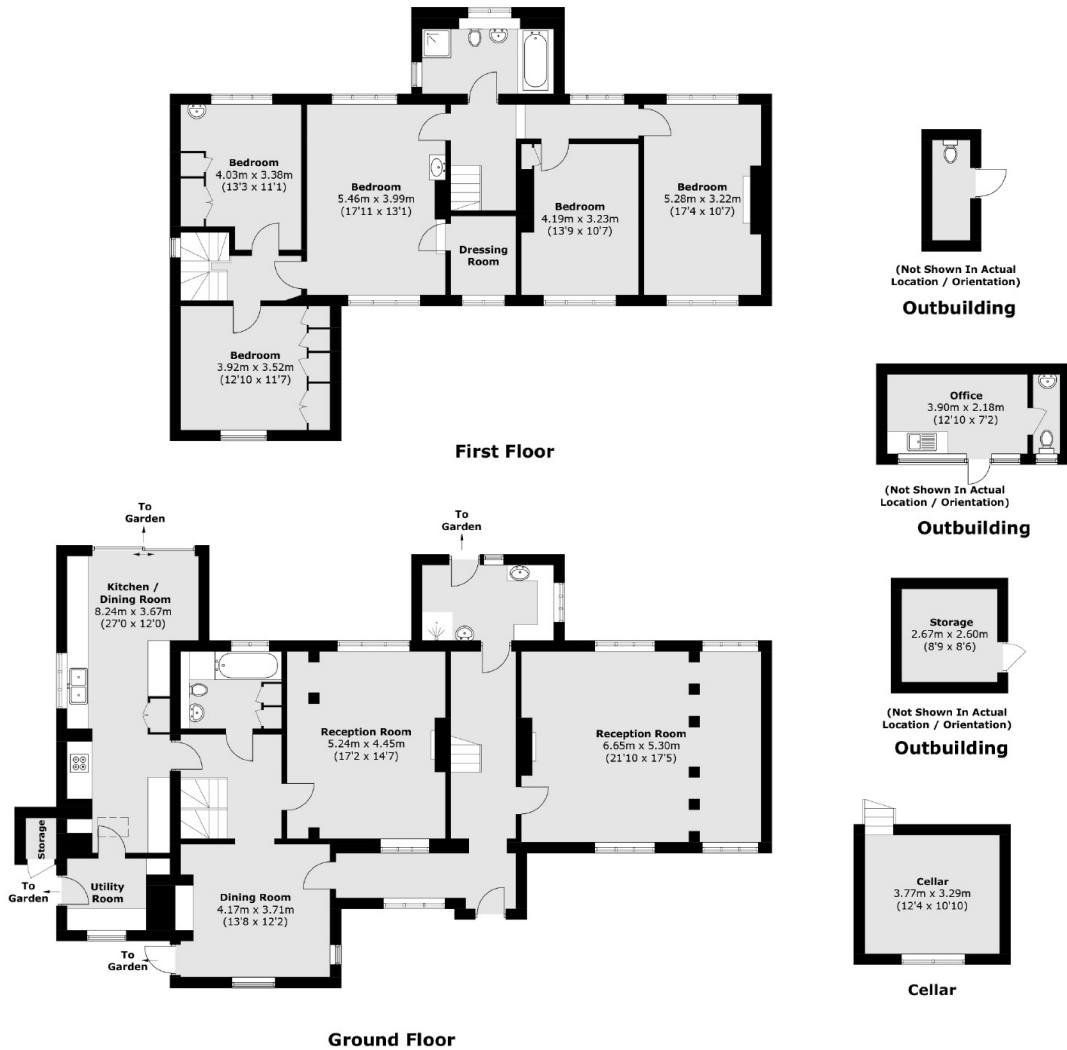 Bedroom
4.03m x 3.38m
(13'3 x 11'1)
Bedroom
5.46m x 3.99m
(17'11 x 13'1)
Dressing
Room
Bedroom
4.19m x 3.23m
(13'9 x 10'7)
Bedroom
5.28m x 3.22m
(17'4 x 10'7)
Bedroom
3.92m x 3.52m
(12'10 x 11'7)
First Floor
(Not Shown In Actual
Location / Orientation)
Outbuilding
Office
3.90m x 2.18m
(12'10 x 7'2)
(Not Shown In Actual
Location / Orientation)
Outbuilding
Storage
2.67m x 2.60m
(8'9 x 8'6)
(Not Shown In Actual
Location / Orientation)
Outbuilding
Cellar
3.77m x 3.29m
(12'4 x 10'10)
Cellar
To
Garden
Kitchen /
Dining Room
8.24m x 3.67m
(27'0 x 12'0)
To
Garden
Reception Room
5.24m x 4.45m
(17'2 x 14'7)
Reception Room
6.65m x 5.30m
(21'10 x 17'5)
Storage
To
Garden
Utility
Room
Dining Room
4.17m x 3.71m
(13'8 x 12'2)
To
Garden
Ground Floor